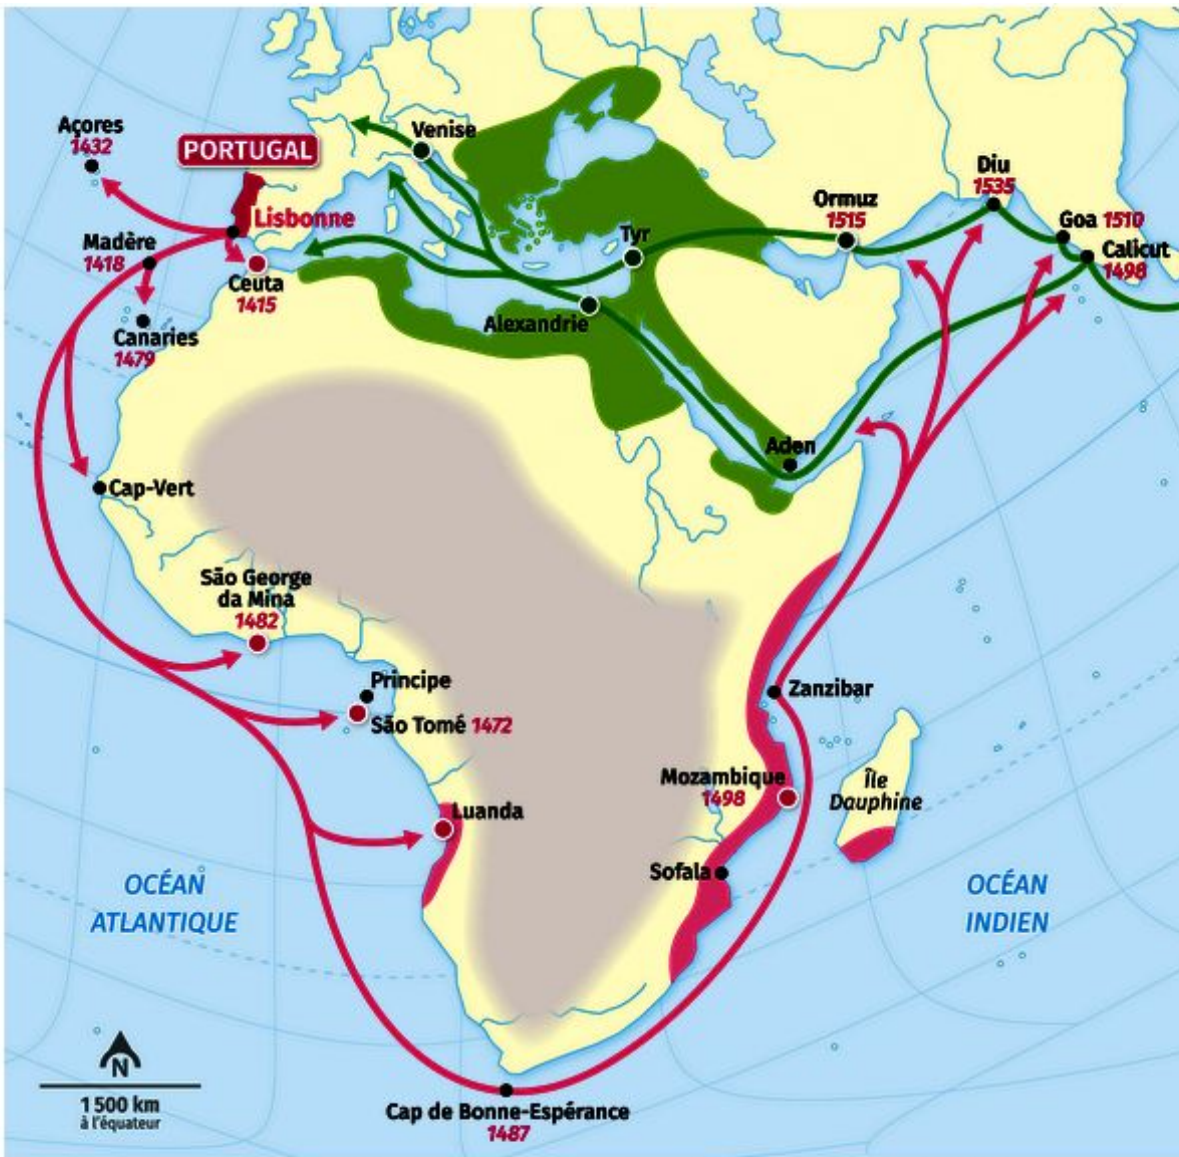 Açores
1432
PORTUGAL
Venise
Lisbonne
Madère
1418
Ceuta
1415
Canaries
1479
Tyr
Alexandrie
Ormuz
1515
Diu
1535
Goa 1510
Calicut
1498
Aden
Cap-Vert
São George
da Mina
1482
Principe
São Tomé 1472
Zanzibar
Mozambique
1498
Île
Dauphine
Luanda
Sofala
OCÉAN
ATLANTIQUE
OCÉAN
INDIEN
N
1 500 km
à l'équateur
Cap de Bonne-Espérance
1487